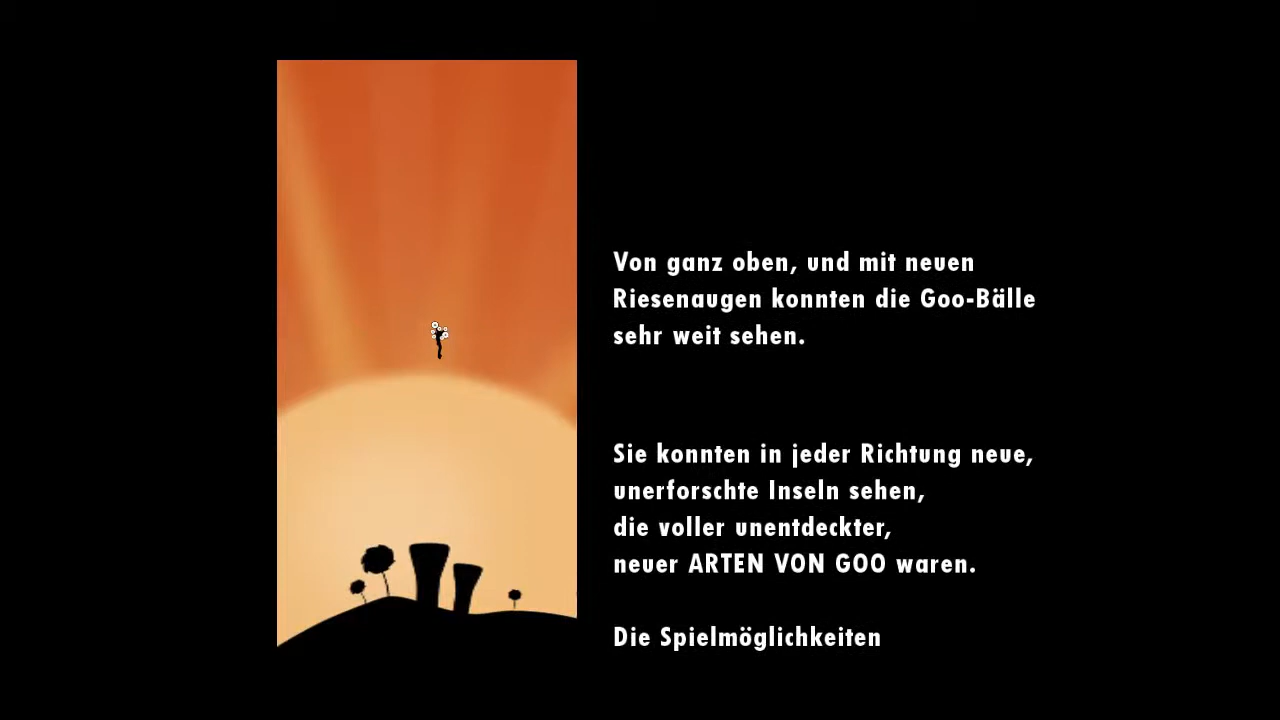 Von ganz oben, und mit neuen
Riesenaugen konnten die Goo-Bälle
sehr weit sehen.
Sie konnten in jeder Richtung neue,
unerforschte Inseln sehen,
die voller unentdeckter,
neuer ARTEN VON GOO waren.
Die Spielmöglichkeiten